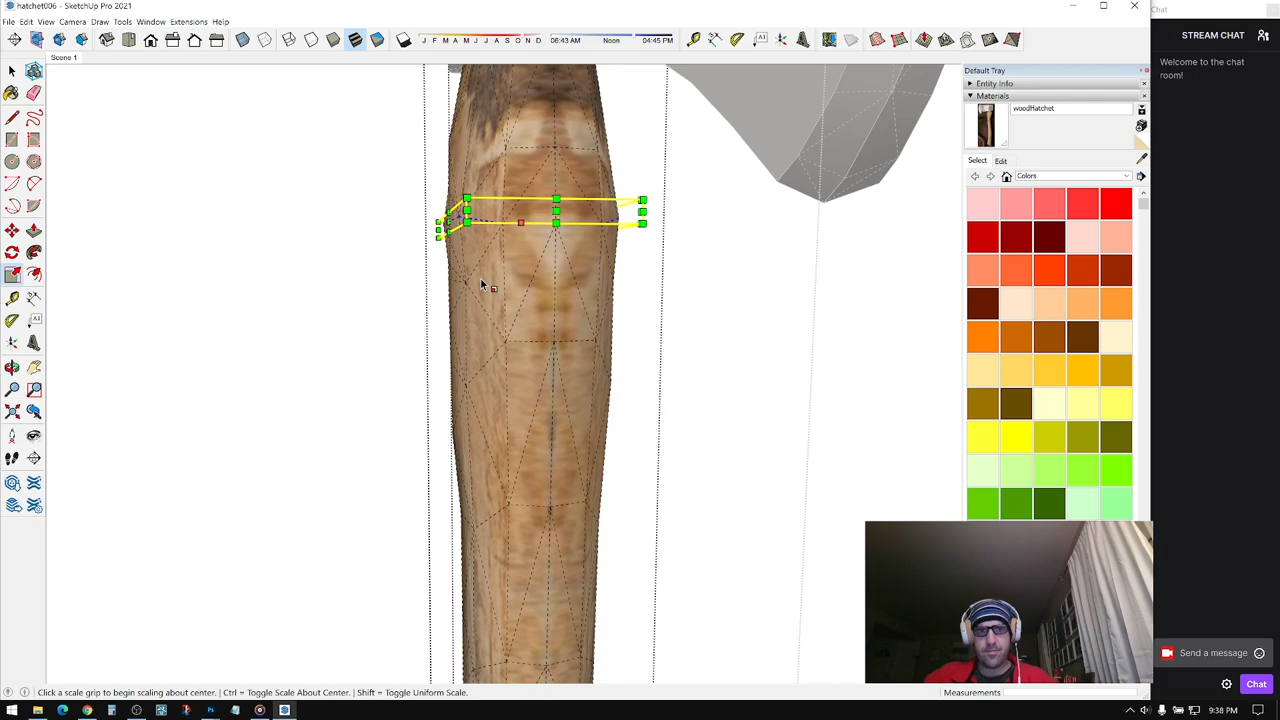 hatchet006 - SketchUp Pro 2021
Chat
File Edit View Camera Draw Tools Window Extensions Help
STREAM CHAT
J F M A M J J A S O N D 06:43 AM Noon 04:45 PM
Scene 1
Welcome to the chat room!
Default Tray
Entity Info
Materials
woodHatchet
Select Edit
Colors
Send a message
Chat
Click a scale grip to begin scaling about center. | Ctrl = Toggle Scale About Center. | Shift = Toggle Uniform Scale.
Measurements
9:38 PM